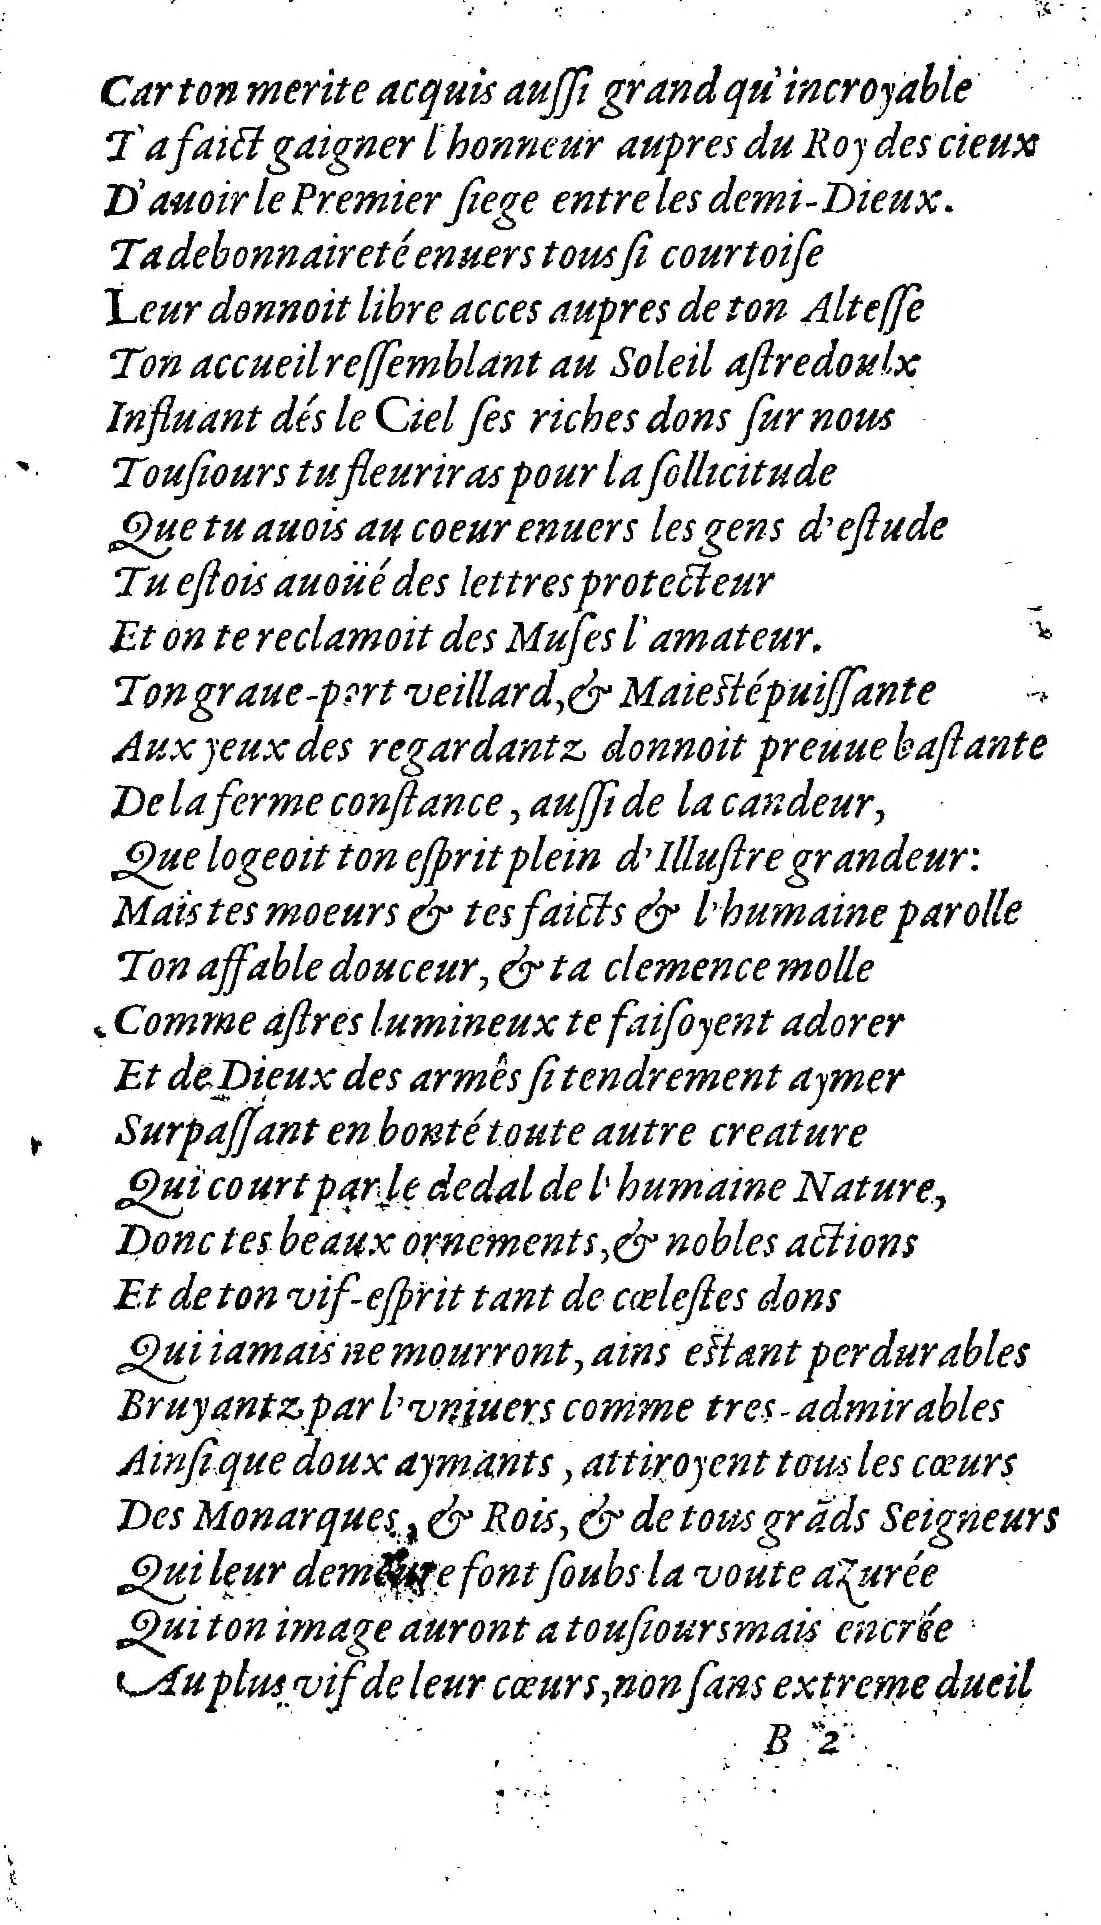 Car ton merite acquis auſſi grand qu'incroyable
T'a faict gaigner l'honneur aupres du Roy des cieux
D'auoir le Premier ſiege entre les demi-Dieux.
Ta debonnaireté enuers tous ſi courtoiſe
Leur donnoit libre acces aupres de ton Alteſſe
Ton accueil reſſemblant au Soleil aſtre doulx
Influant dés le Ciel ſes riches dons ſur nous
Touſiours tu fleuriras pour la ſollicitude
Que tu auois au coeur enuers les gens d'eſtude
Tu eſtois auoüé des lettres protecteur
Et on te reclamoit des Muſes l'amateur.
Ton graue-port veillard, & Maieſté puiſſante
Aux yeux des regardantz donnoit preuue baſtante
De la ferme conſtance, auſſi de la candeur,
Que logeoit ton eſprit plein d'Illuſtre grandeur:
Mais tes moeurs & tes faicts & l'humaine parolle
Ton affable douceur, & ta clemence molle
Comme aſtres lumineux te faiſoyent adorer
Et de Dieux des armês ſi tendrement aymer
Surpaſſant en bonté toute autre creature
Qui court par le dedal de l'humaine Nature,
Donc tes beaux ornements, & nobles actions
Et de ton vif-eſprit tant de cœleſtes dons
Qui iamais ne mourront, ains eſtant perdurables
Bruyantz par l'vniuers comme tres-admirables
Ainſi que doux aymants, attiroyent tous les cœurs
Des Monarques, & Rois, & de tous grāds Seigneurs
Qui leur demeure font ſoubs la voute azurée
Qui ton image auront a touſioursmais encrée
Au plus vif de leur cœurs, non ſans extreme dueil
B 2